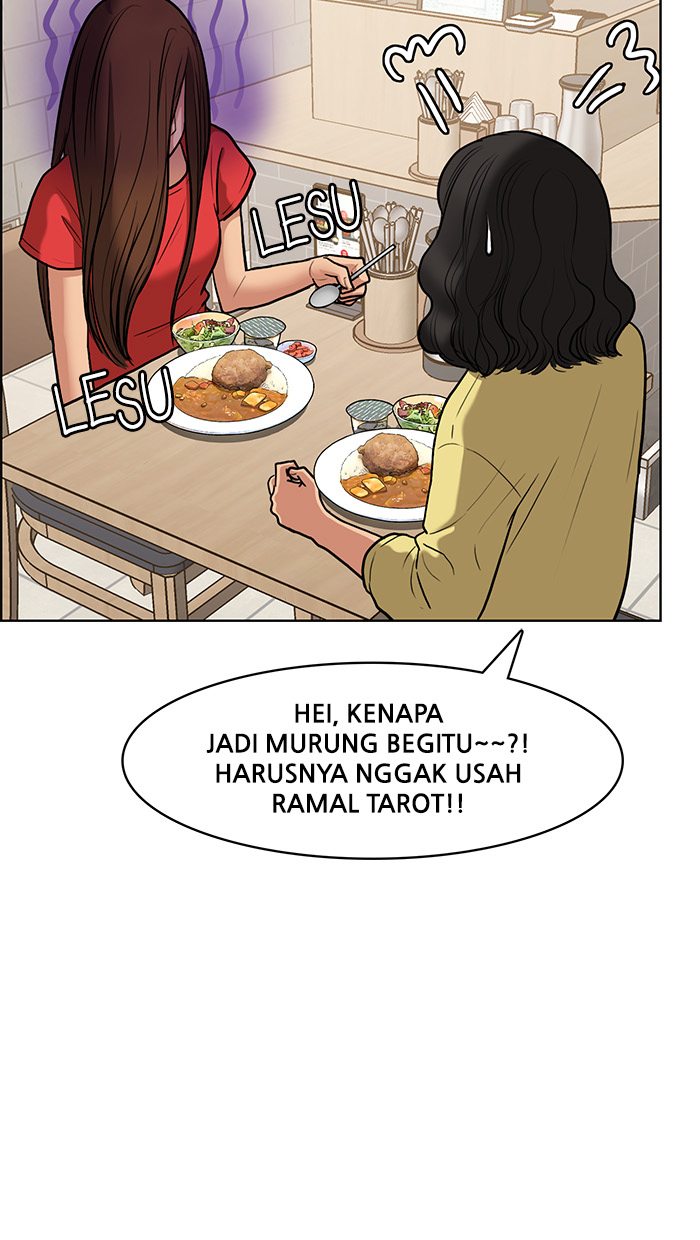 LESU
LESU
HEI, KENAPA
JADI MURUNG BEGITU~~?!
HARUSNYA NGGAK USAH
RAMAL TAROT!!